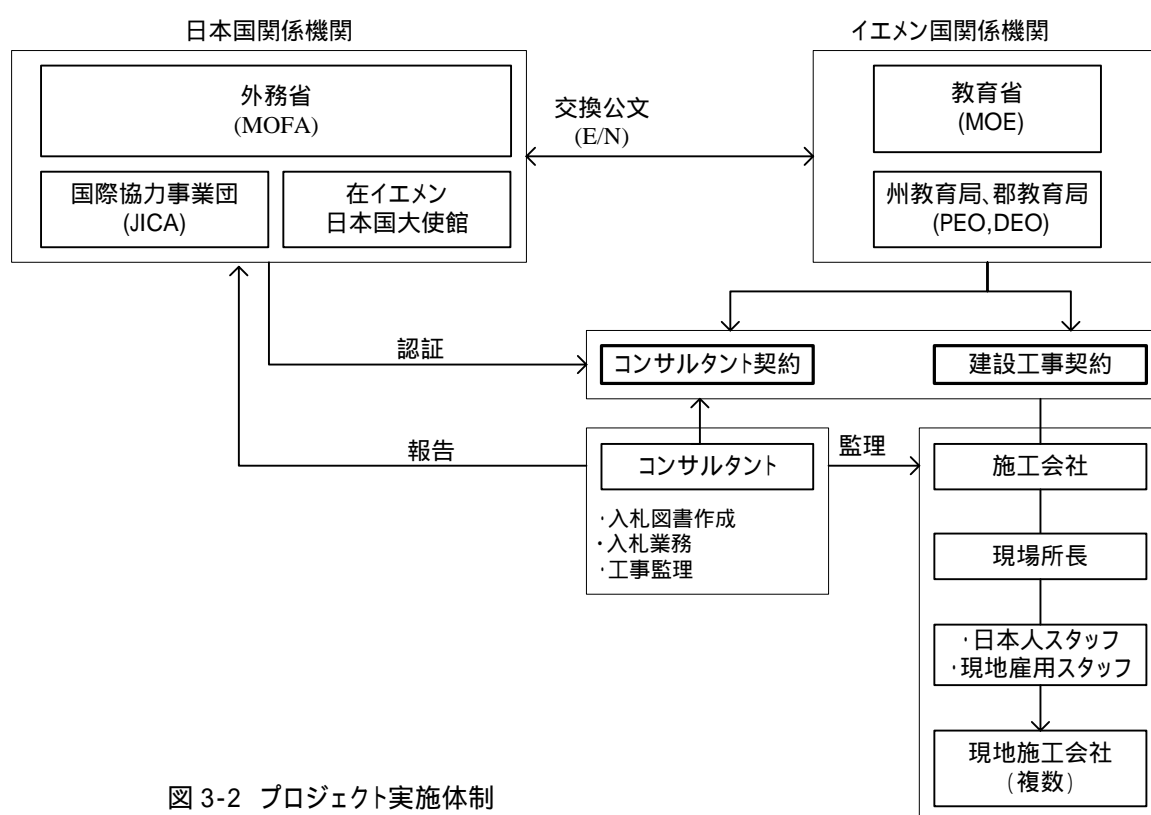 日本国関係機関
イエメン国関係機関
外務省
(MOFA)
国際協力事業団
(JICA)
在イエメン
日本国大使館
交換公文
(E/N)
教育省
(MOE)
州教育局、郡教育局
(PEO,DEO)
認証
コンサルタント契約
建設工事契約
報告
コンサルタント
・入札図書作成
・入札業務
・工事監理
監理
施工会社
現場所長
・日本人スタッフ
・現地雇用スタッフ
現地施工会社
(複数)
図 3-2 プロジェクト実施体制